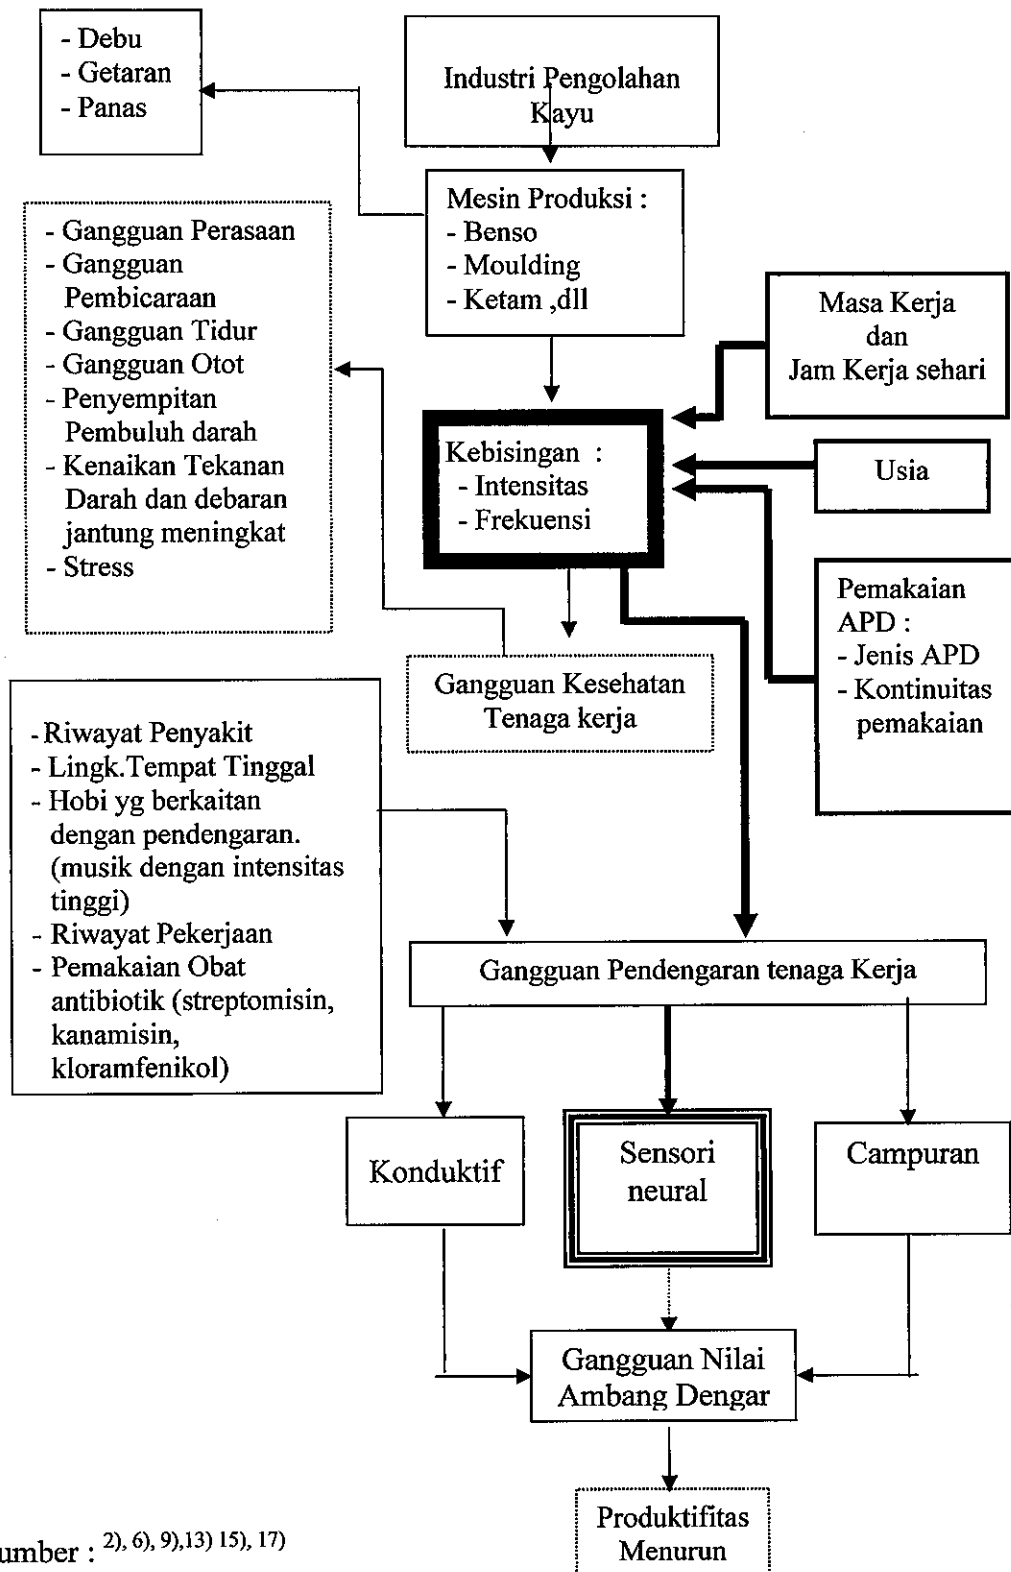 - Debu
- Getaran
- Panas
Industri Pengolahan
Kayu
Mesin Produksi :
- Benso
- Moulding
- Ketam ,dll
- Gangguan Perasaan
- Gangguan
Pembicaraan
- Gangguan Tidur
- Gangguan Otot
- Penyempitan
Pembuluh darah
- Kenaikan Tekanan
Darah dan debaran
jantung meningkat
- Stress
Masa Kerja
dan
Jam Kerja sehari
Kebisingan :
- Intensitas
- Frekuensi
Usia
Pemakaian
APD :
- Jenis APD
- Kontinuitas
pemakaian
Gangguan Kesehatan
Tenaga kerja
- Riwayat Penyakit
- Lingk.Tempat Tinggal
- Hobi yg berkaitan
dengan pendengaran.
(musik dengan intensitas
tinggi)
- Riwayat Pekerjaan
- Pemakaian Obat
antibiotik (streptomisin,
kanamisin,
kloramfenikol)
Gangguan Pendengaran tenaga Kerja
Konduktif
Sensori
neural
Campuran
Gangguan Nilai
Ambang Dengar
Produktifitas
Menurun
umber : 2), 6), 9),13) 15), 17)